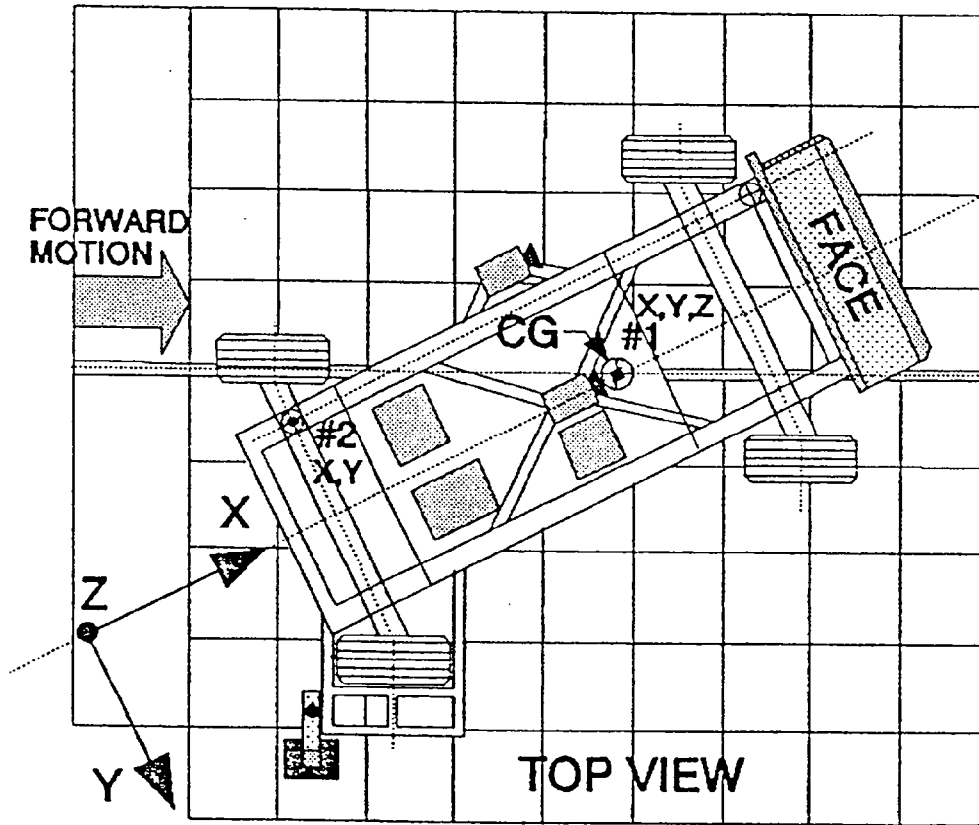 FORWARD
MOTION
FACE
X,Y,Z
CG
#1
#2
X,Y
X
Z
Y
TOP VIEW